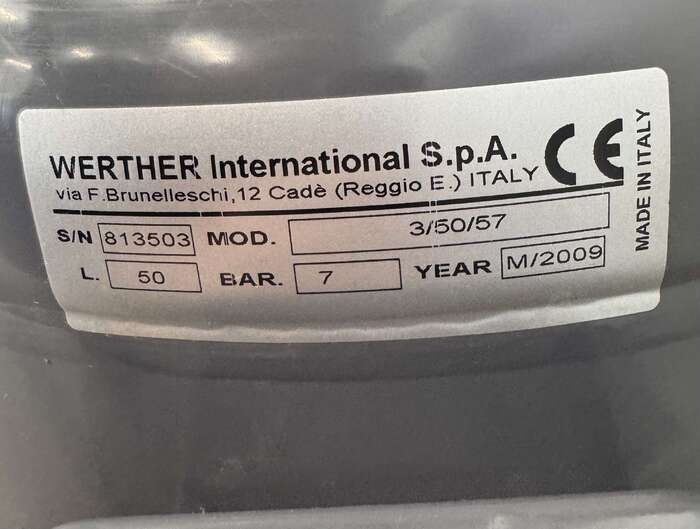 WERTHER International S.p.A.
via F.Brunelleschi,12 Cadè (Reggio E.) ITALY
CE
S/N 813503 MOD. 3/50/57
L. 50 BAR. 7 YEAR M/2009
MADE IN ITALY